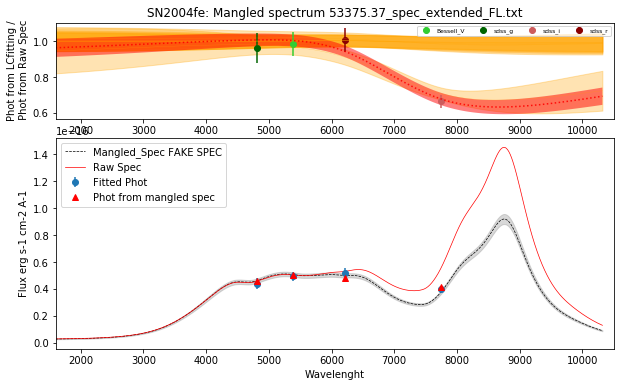 SN2004fe: Mangled spectrum 53375.37_spec_extended_FL.txt
Phot from LCfitting /
Phot from Raw Spec
1.0
0.8
0.6
Bessell_V
sdss_g
sdss_i
sdss_r
2000 3000 4000 5000 6000 7000 8000 9000 10000
1e−16
Flux erg s-1 cm-2 A-1
1.4
1.2
1.0
0.8
0.6
0.4
0.2
0.0
Mangled_Spec FAKE SPEC
Raw Spec
Fitted Phot
Phot from mangled spec
2000 3000 4000 5000 6000 7000 8000 9000 10000
Wavelenght